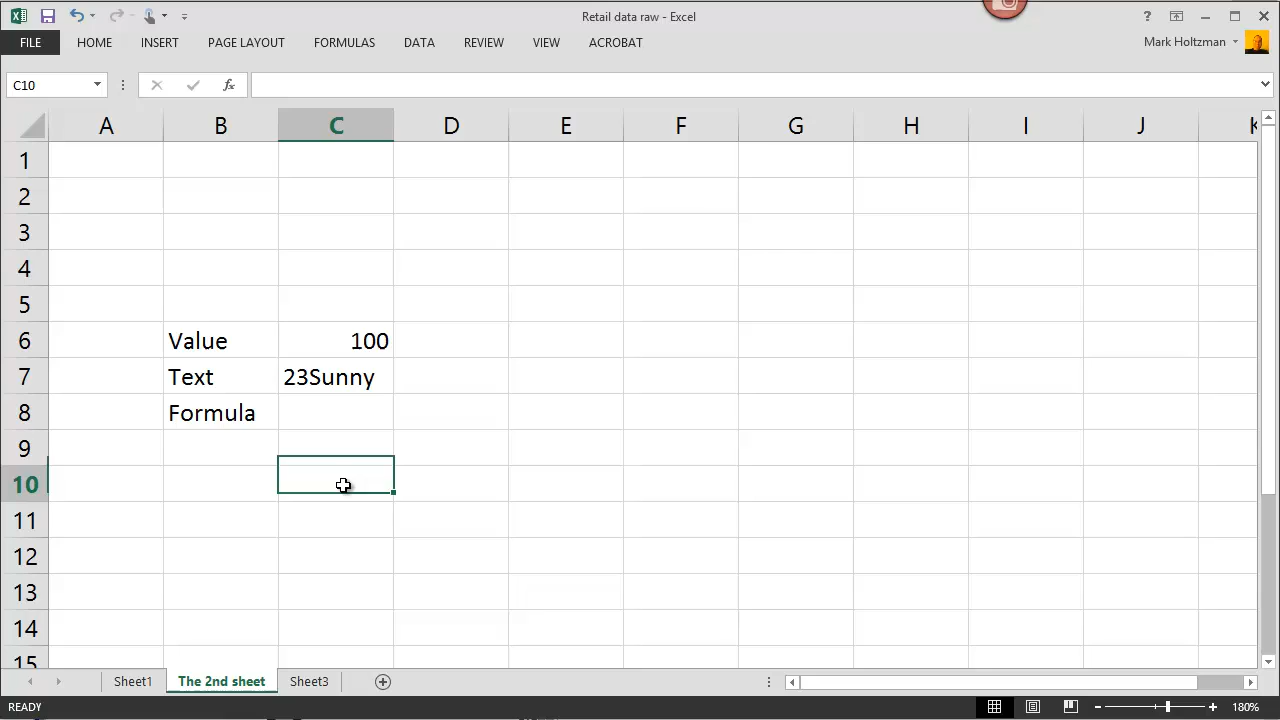 Retail data raw - Excel
?
FILE HOME INSERT PAGE LAYOUT FORMULAS DATA REVIEW VIEW ACROBAT Mark Holtzman
C10 fx
A B C D E F G H I J K
1
2
3
4
5
6 Value 100
7 Text 23Sunny
8 Formula
9
10
11
12
13
14
15
Sheet1 The 2nd sheet Sheet3
READY 180%